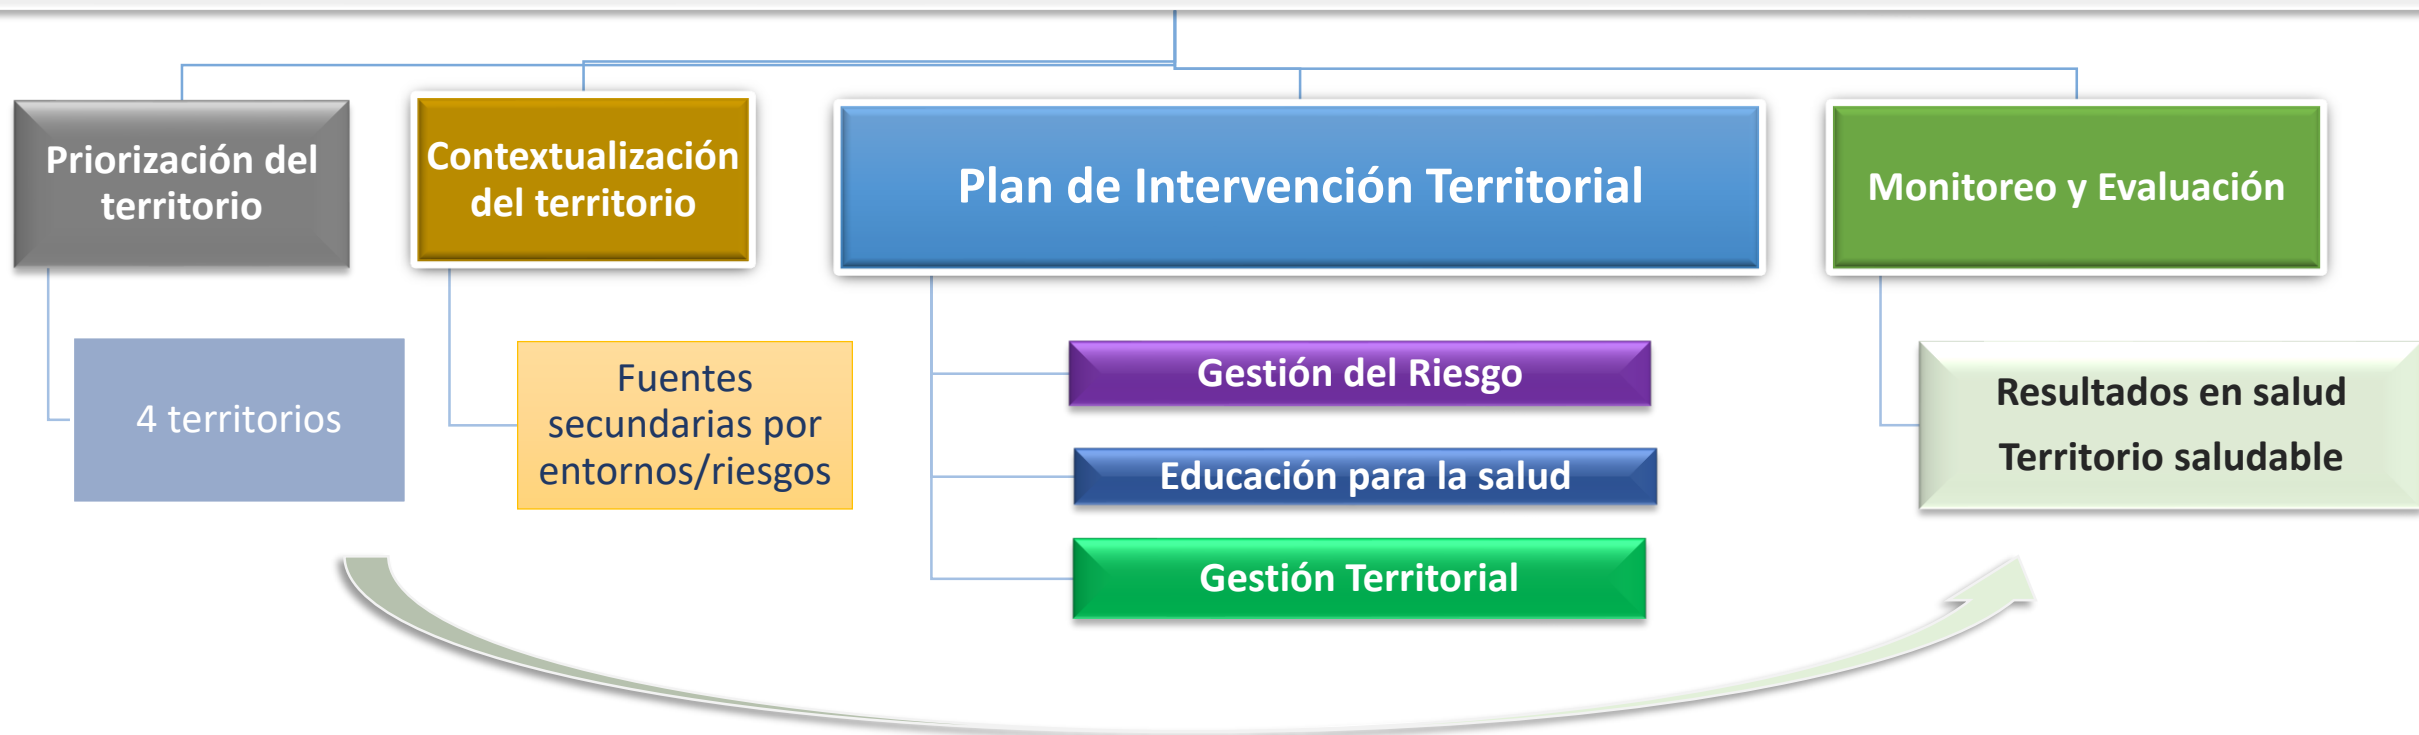 Priorización del
territorio
4 territorios
Contextualización
del territorio
Fuentes
secundarias por
entornos/riesgos
Plan de Intervención Territorial
Gestión del Riesgo
Educación para la salud
Gestión Territorial
Monitoreo y Evaluación
Resultados en salud
Territorio saludable